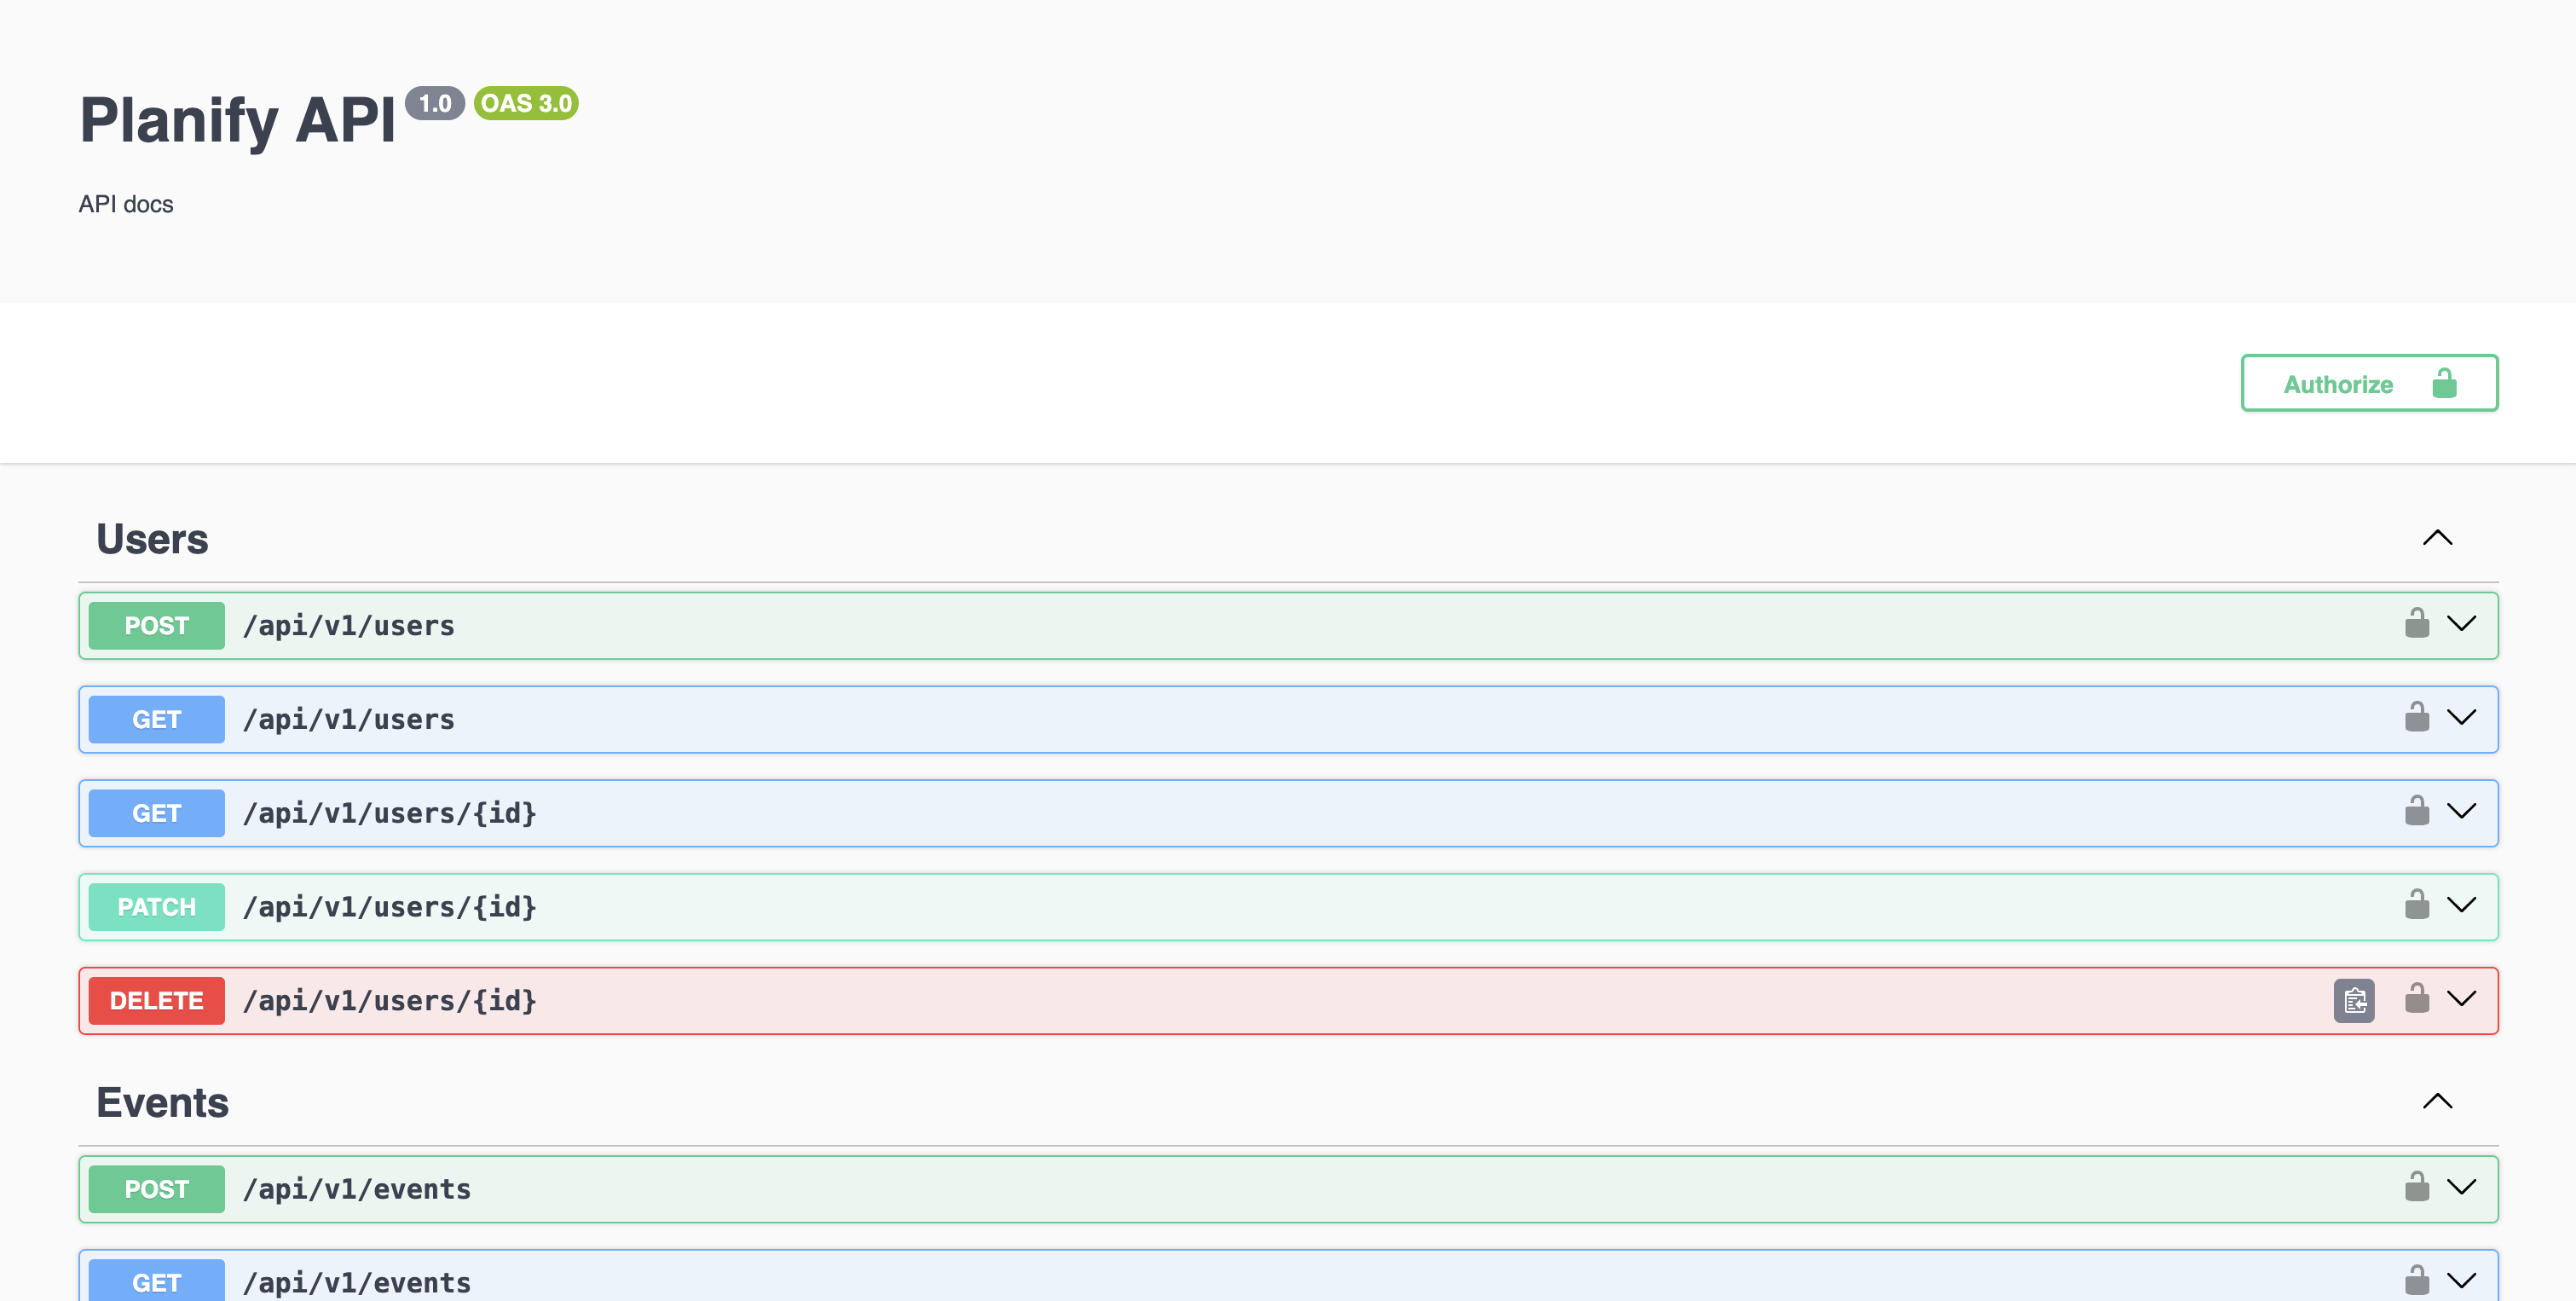 Planify API 1.0 OAS 3.0
API docs
Authorize
Users
POST /api/v1/users
GET /api/v1/users
GET /api/v1/users/{id}
PATCH /api/v1/users/{id}
DELETE /api/v1/users/{id}
Events
POST /api/v1/events
GET /api/v1/events